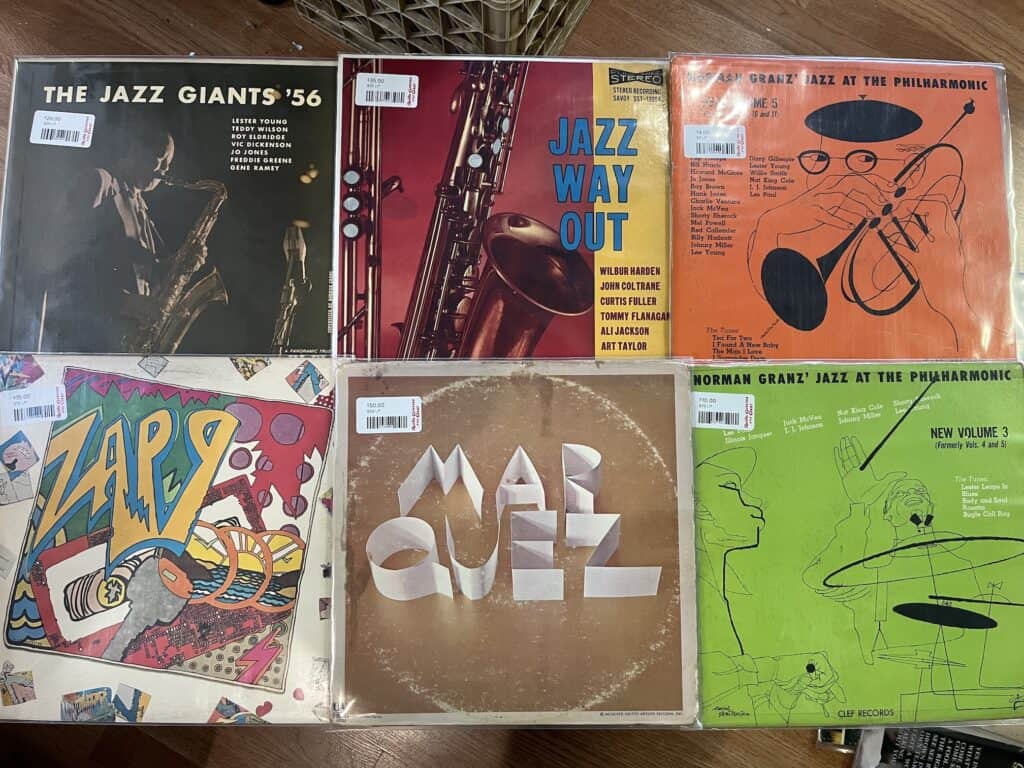 THE JAZZ GIANTS '56
LESTER YOUNG
TEDDY WILSON
ROY ELDRIDGE
VIC DICKENSON
JO JONES
FREDDIE GREENE
GENE RAMEY
STEREO
STEREO RECORDING
JAZZ
WAY
OUT
WILBUR HARDEN
JOHN COLTRANE
CURTIS FULLER
TOMMY FLANAGAN
ALI JACKSON
ART TAYLOR
NORMAN GRANZ' JAZZ AT THE PHILHARMONIC
Bill Harris
Howard McGhee
Jo Jones
Ray Brown
Hank Jones
Charlie Ventura
Jack McVea
Shorty Sherock
Mel Powell
Red Callender
Billy Hadnott
Johnny Miller
Lee Young
Dizzy Gillespie
Lester Young
Willie Smith
Nat King Cole
J. J. Johnson
Les Paul
The Tunes:
Tea For Two
I Found A New Baby
The Man I Love
ZAPP
$50.00
MAR
QUEZ
NORMAN GRANZ' JAZZ AT THE PHILHARMONIC
Illinois Jacquet
Jack McVea
J. J. Johnson
Nat King Cole
Johnny Miller
Shorty Sherock
Lee Young
NEW VOLUME 3
(Formerly Vols. 4 and 5)
The Tunes:
Lester Leaps In
Blues
Body and Soul
Rosetta
Bugle Call Rag
CLEF RECORDS